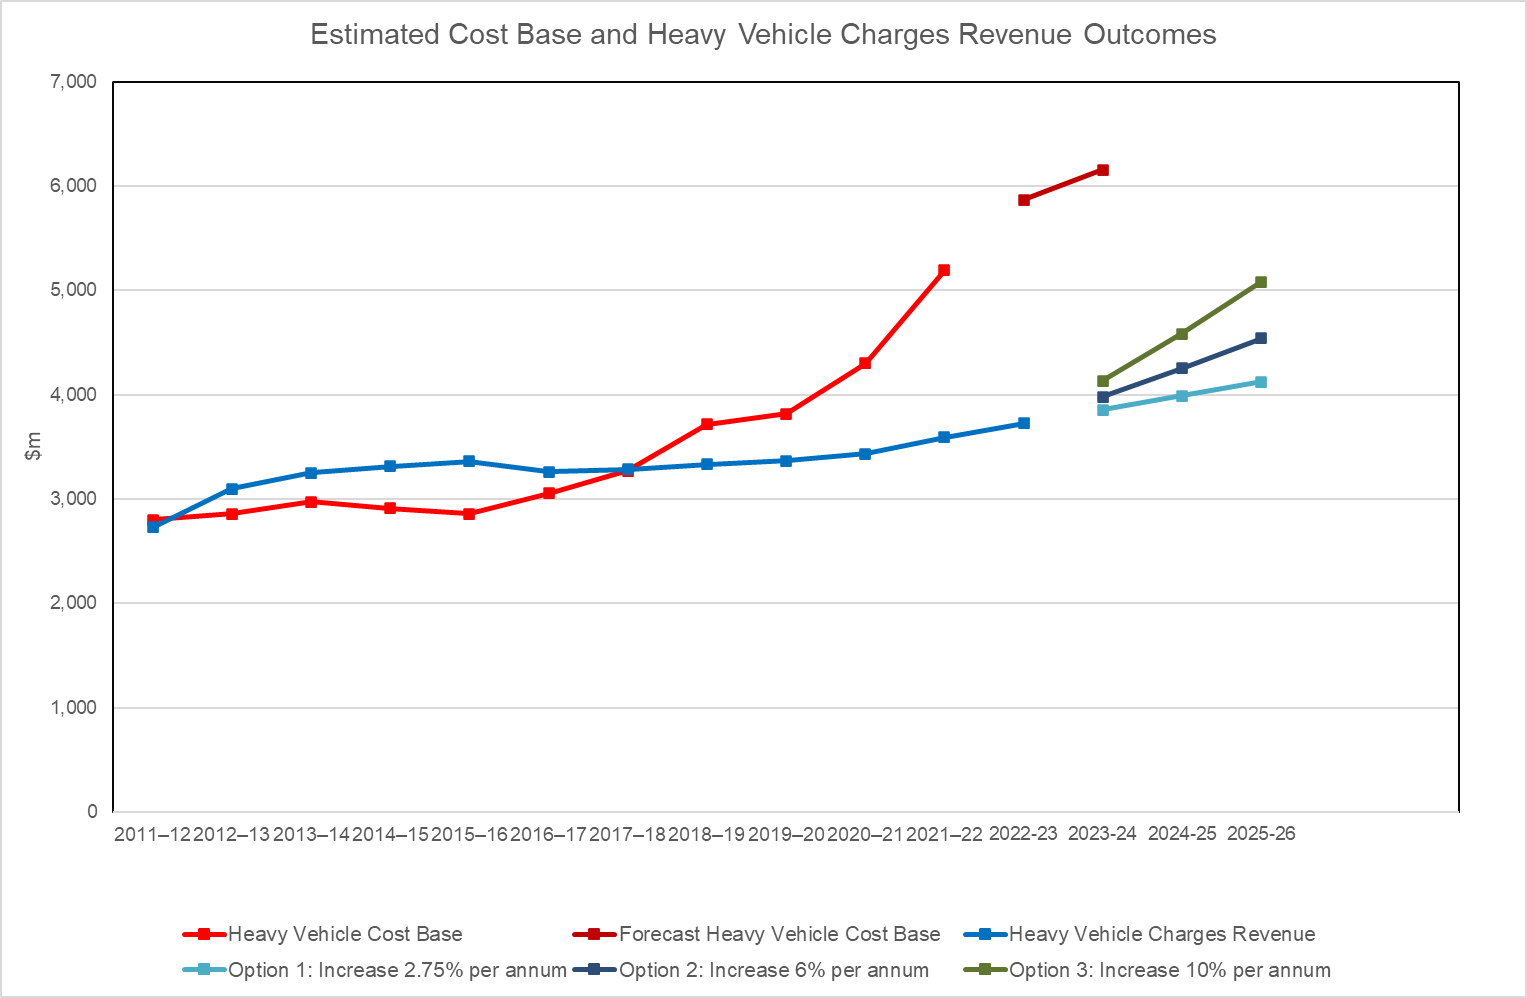 Estimated Cost Base and Heavy Vehicle Charges Revenue Outcomes
7,000
6,000
5,000
4,000
3,000
2,000
1,000
0
$m
2011–12 2012–13 2013–14 2014–15 2015–16 2016–17 2017–18 2018–19 2019–20 2020–21 2021–22 2022-23 2023-24 2024-25 2025-26
Heavy Vehicle Cost Base Forecast Heavy Vehicle Cost Base Heavy Vehicle Charges Revenue
Option 1: Increase 2.75% per annum Option 2: Increase 6% per annum Option 3: Increase 10% per annum